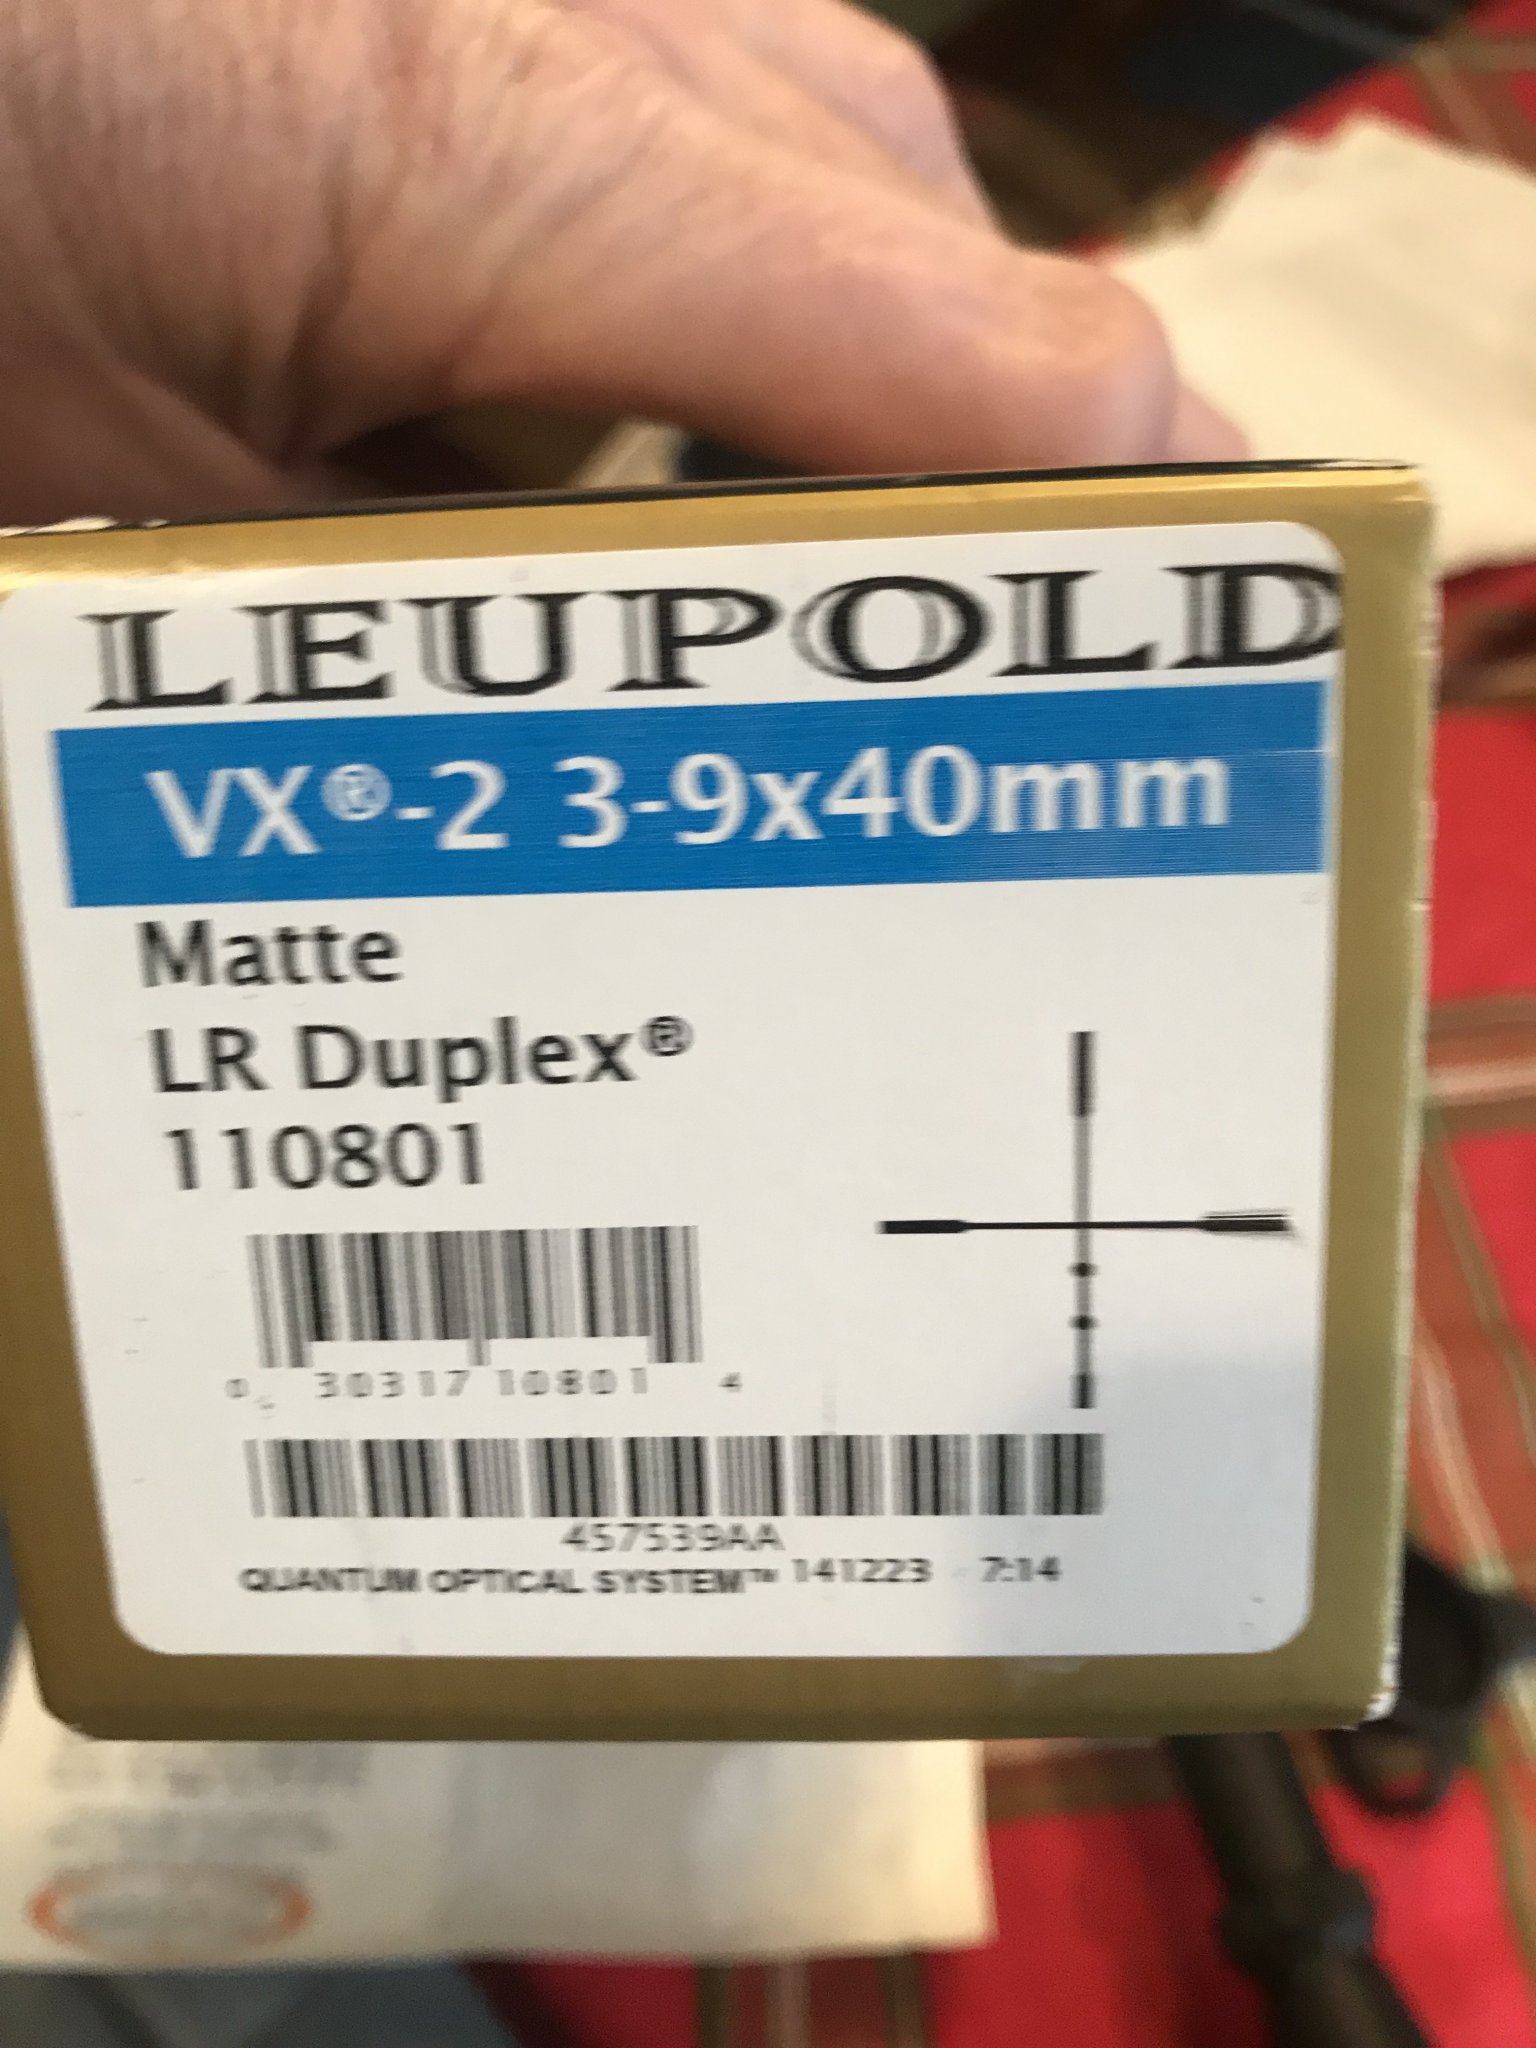 LEUPOLD
VX®-2 3-9x40mm
Matte
LR Duplex®
110801
0 30317 10801 4
457539AA
QUANTUM OPTICAL SYSTEM™ 141223 7:14